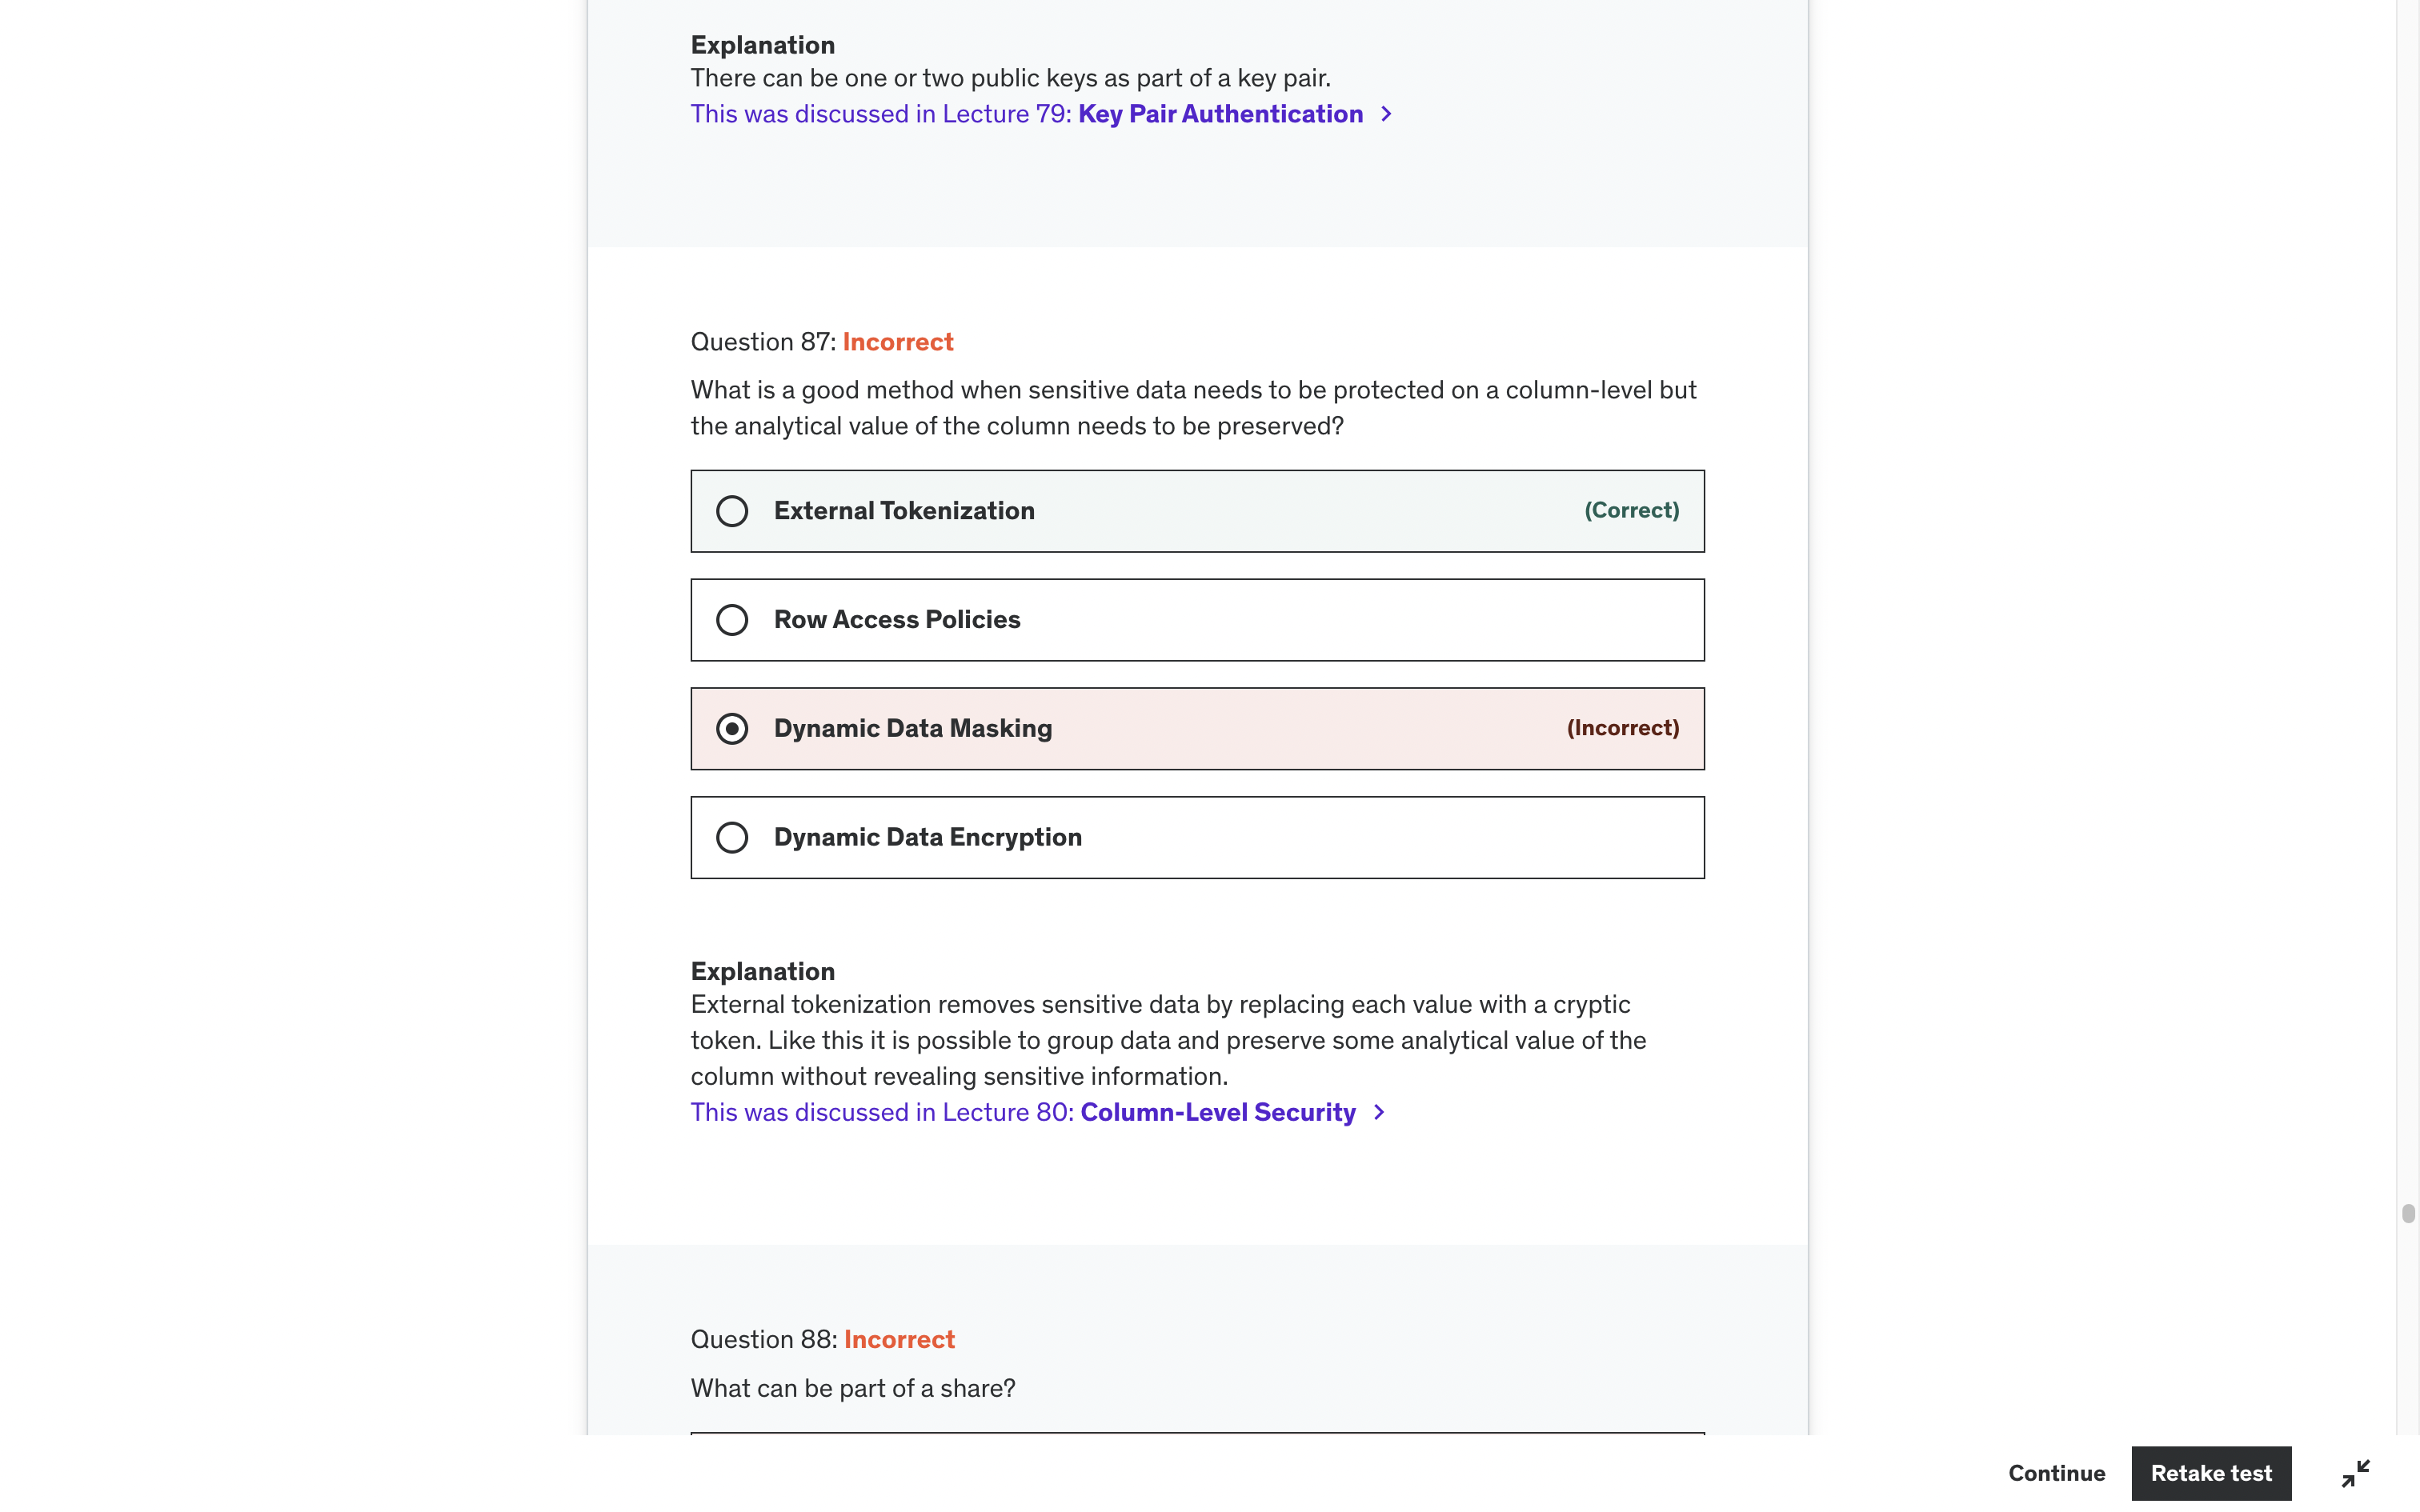 Explanation
There can be one or two public keys as part of a key pair.
This was discussed in Lecture 79: Key Pair Authentication
Question 87: Incorrect
What is a good method when sensitive data needs to be protected on a column-level but
the analytical value of the column needs to be preserved?
External Tokenization (Correct)
Row Access Policies
Dynamic Data Masking (Incorrect)
Dynamic Data Encryption
Explanation
External tokenization removes sensitive data by replacing each value with a cryptic
token. Like this it is possible to group data and preserve some analytical value of the
column without revealing sensitive information.
This was discussed in Lecture 80: Column-Level Security
Question 88: Incorrect
What can be part of a share?
Continue Retake test